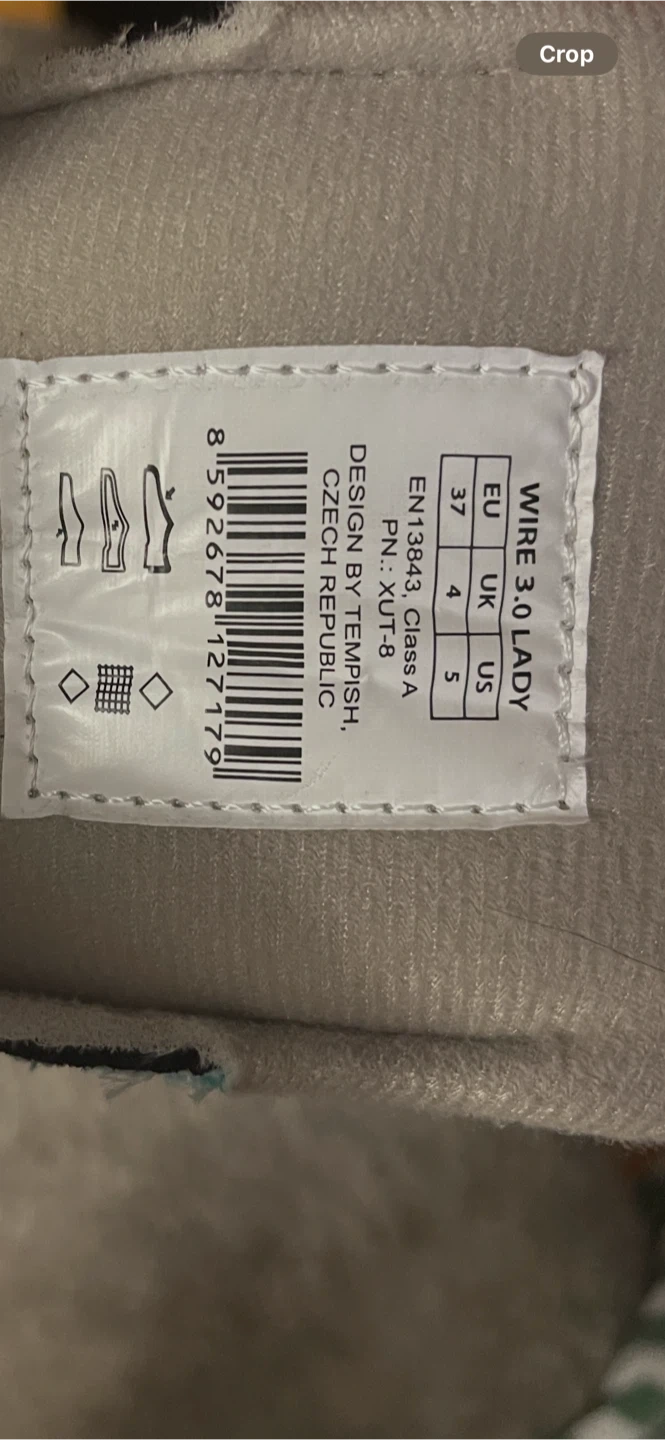 Crop
WIRE 3.0 LADY
EU UK US
37 4 5
EN13843, Class A
PN.: XUT-8
DESIGN BY TEMPISH,
CZECH REPUBLIC
8 592678 127179